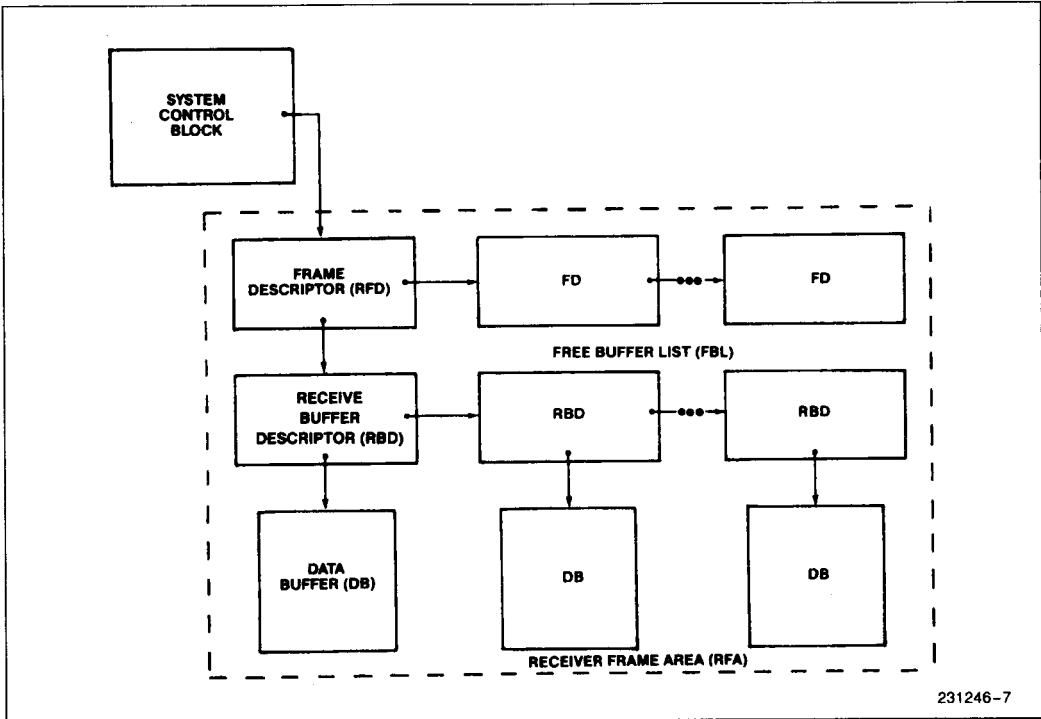 SYSTEM
CONTROL
BLOCK
FRAME
DESCRIPTOR (RFD)
FD
FD
FREE BUFFER LIST (FBL)
RECEIVE
BUFFER
DESCRIPTOR (RBD)
RBD
RBD
DATA
BUFFER (DB)
DB
DB
RECEIVER FRAME AREA (RFA)
231246-7